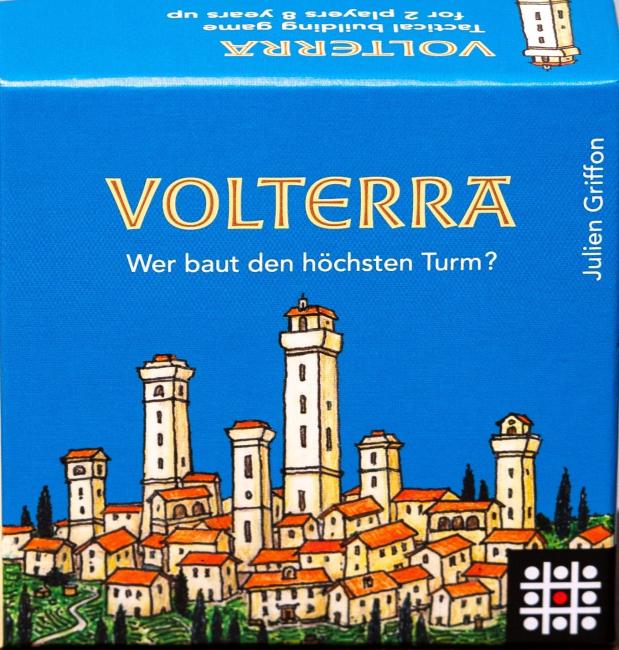 VOLTERRA
Tactical building game
for 2 players 8 years up
VOLTERRA
Wer baut den höchsten Turm?
Julien Griffon